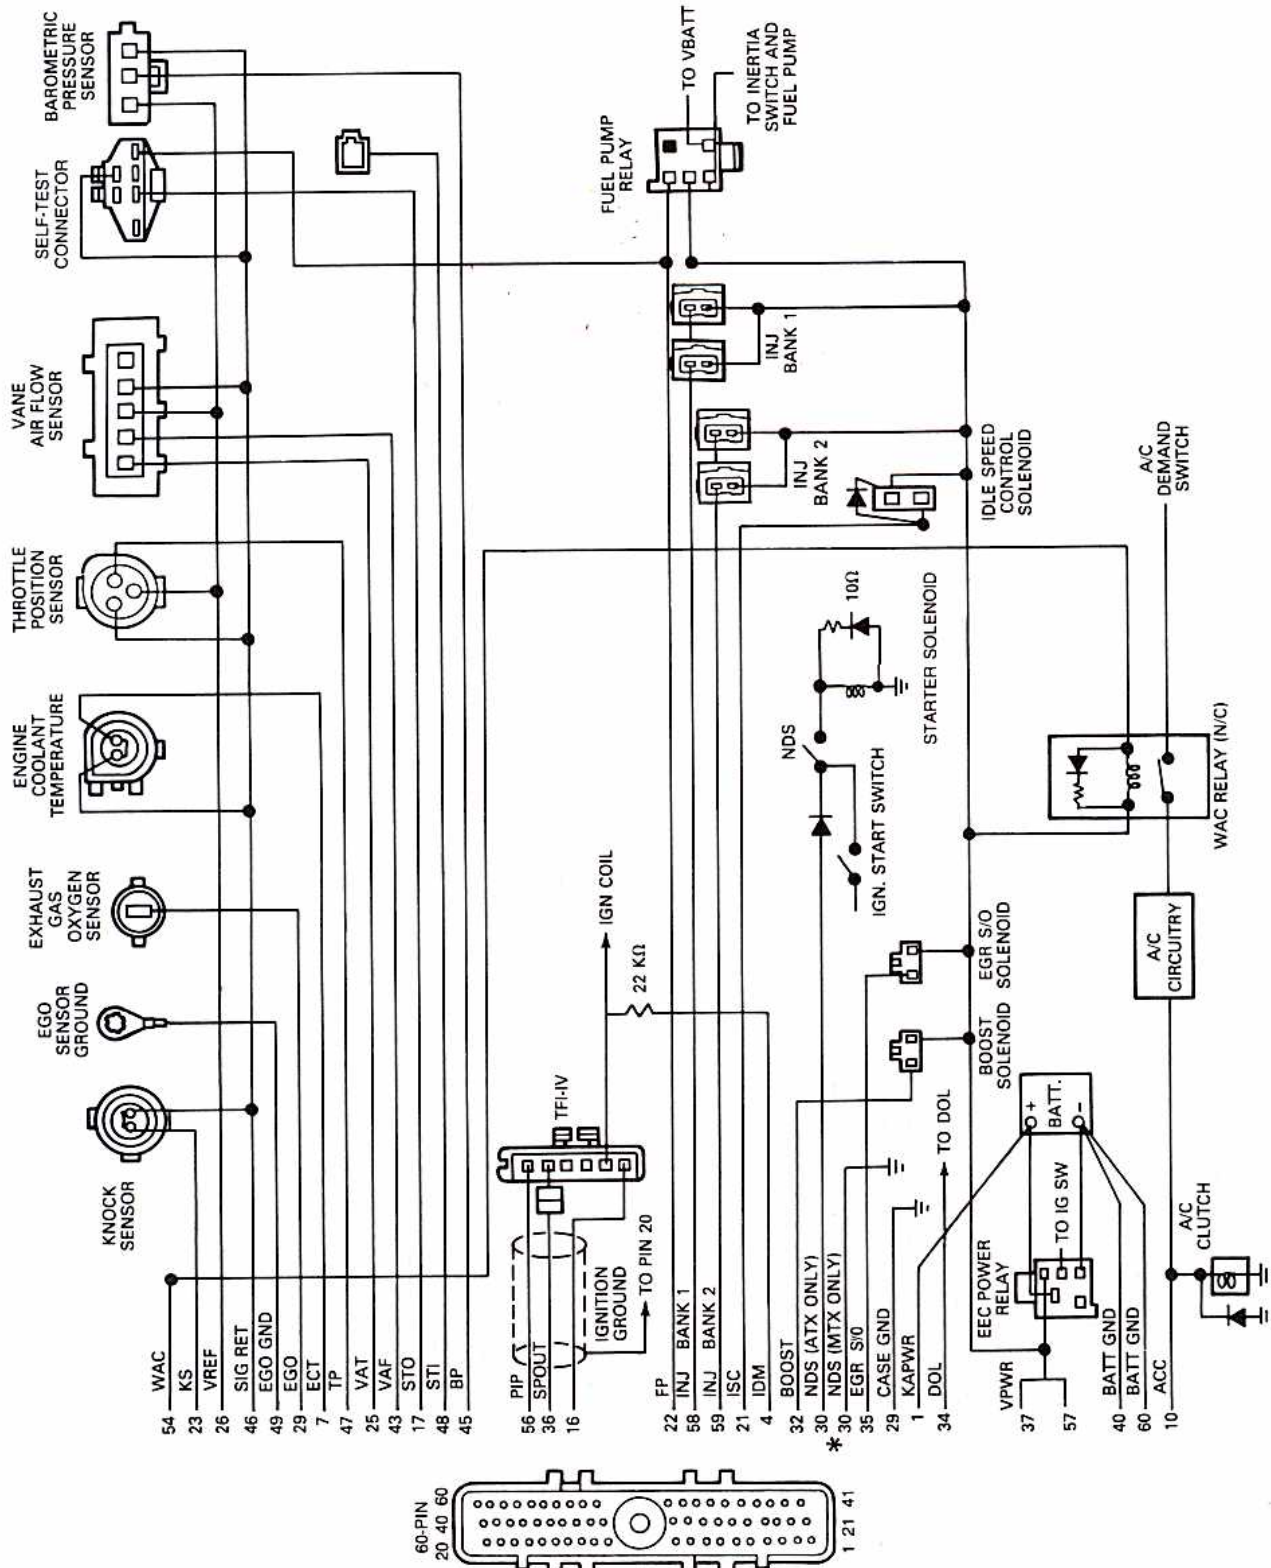 BAROMETRIC
PRESSURE
SENSOR
SELF-TEST
CONNECTOR
VANE
AIR FLOW
SENSOR
THROTTLE
POSITION
SENSOR
ENGINE
COOLANT
TEMPERATURE
EXHAUST
GAS
OXYGEN
SENSOR
EGO
SENSOR
GROUND
KNOCK
SENSOR
54 WAC
23 KS
26 VREF
46 SIG RET
49 EGO GND
29 EGO
7 ECT
47 TP
25 VAT
43 VAF
17 STO
48 STI
45 BP
56 PIP
36 SPOUT
16
IGNITION
GROUND
TO PIN 20
TFI-IV
IGN COIL
22 KΩ
22 FP
58 INJ BANK 1
59 INJ BANK 2
21 ISC
4 IDM
FUEL PUMP
RELAY
TO VBATT
TO INERTIA
SWITCH AND
FUEL PUMP
INJ
BANK 1
INJ
BANK 2
IDLE SPEED
CONTROL
SOLENOID
A/C
DEMAND
SWITCH
10Ω
STARTER SOLENOID
NDS
IGN. START SWITCH
WAC RELAY (N/C)
32 BOOST
30 NDS (ATX ONLY)
* 30 NDS (MTX ONLY)
35 EGR S/O
29 CASE GND
1 KAPWR
34 DOL
TO DOL
EGR S/O
SOLENOID
BOOST
SOLENOID
A/C
CIRCUITRY
+ BATT. -
TO IG SW
EEC POWER
RELAY
A/C
CLUTCH
37 VPWR
57
40 BATT GND
60 BATT GND
10 ACC
60-PIN
20 40 60
1 21 41